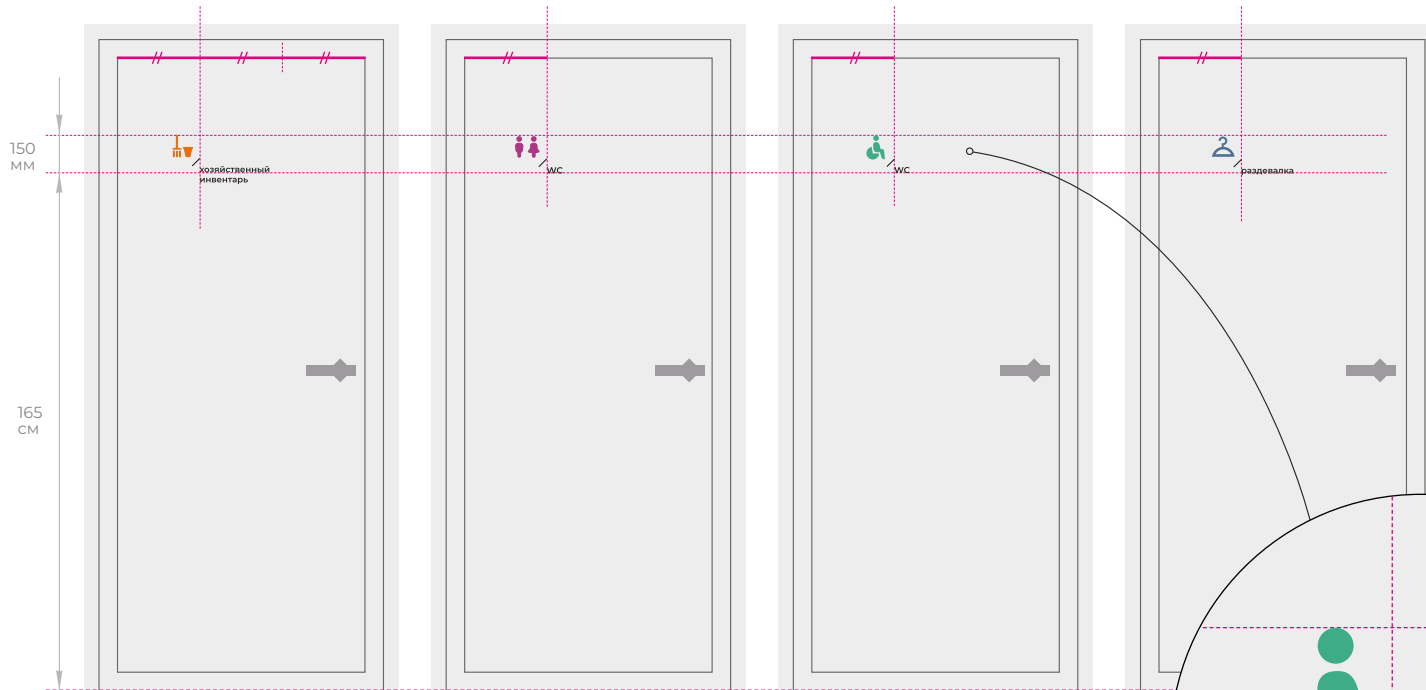 150
мм
хозяйственный
инвентарь
WC
WC
раздевалка
165
см